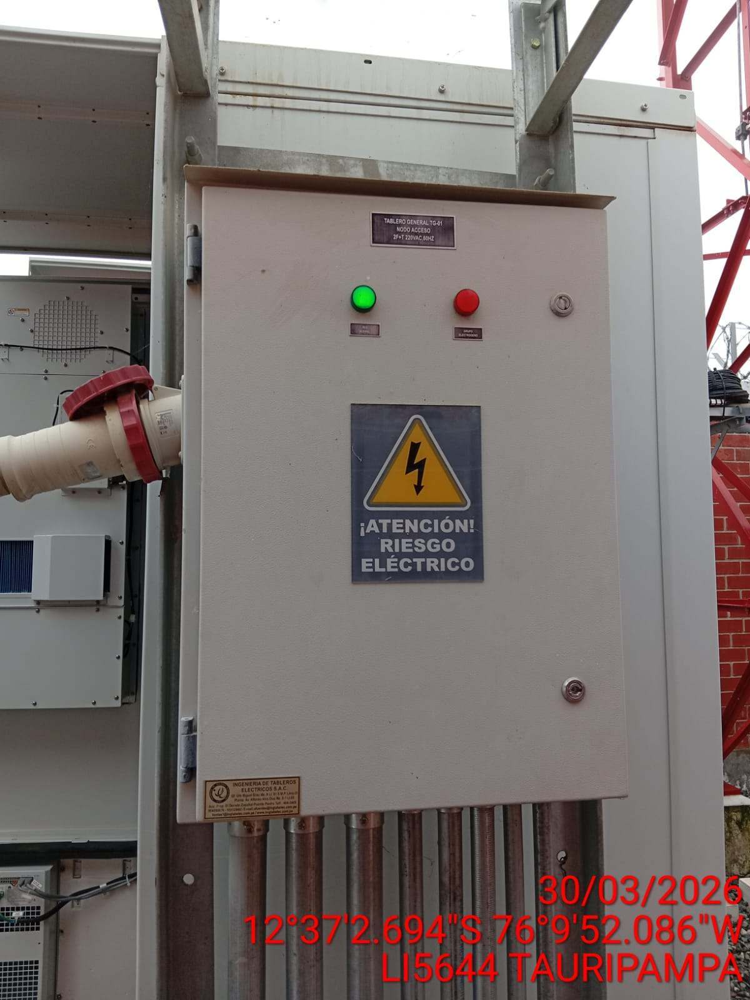 TABLERO GENERAL TG-01
NODO ACCESO
2F+T 220VAC,60HZ
GRUPO
ELECTROGENO
¡ATENCIÓN!
RIESGO
ELÉCTRICO
INGENIERIA DE TABLEROS
ELECTRICOS S.A.C.
30/03/2026
12°37'2.694"S 76°9'52.086"W
LI5644 TAURIPAMPA